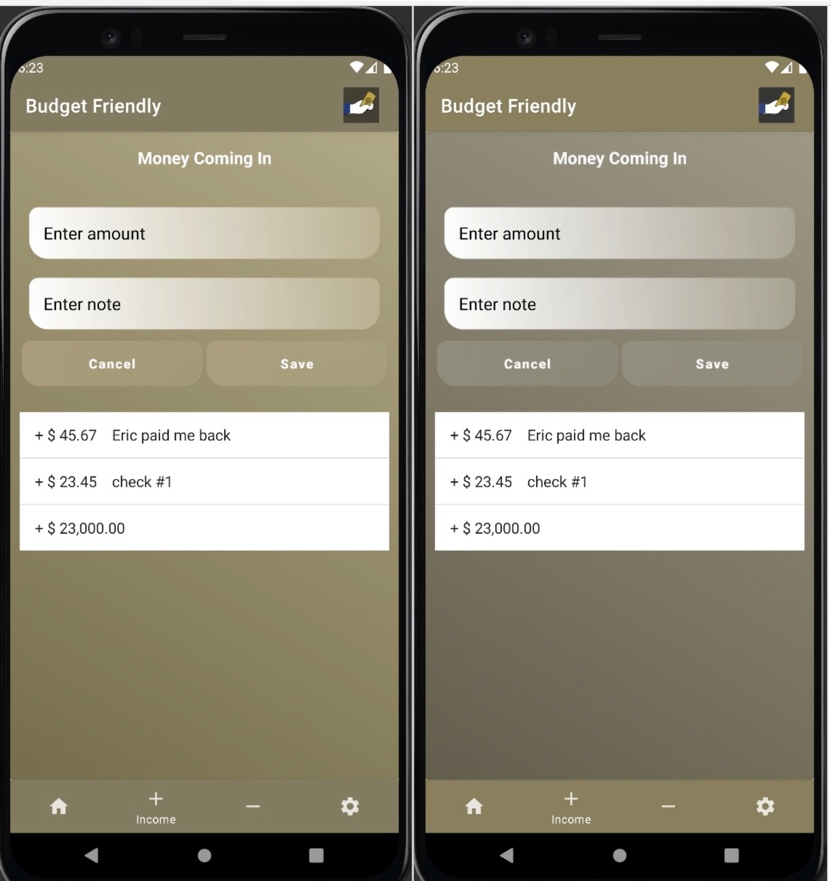 5:23
Budget Friendly
Money Coming In
Enter amount
Enter note
Cancel Save
+ $ 45.67 Eric paid me back
+ $ 23.45 check #1
+ $ 23,000.00
Income
5:23
Budget Friendly
Money Coming In
Enter amount
Enter note
Cancel Save
+ $ 45.67 Eric paid me back
+ $ 23.45 check #1
+ $ 23,000.00
Income